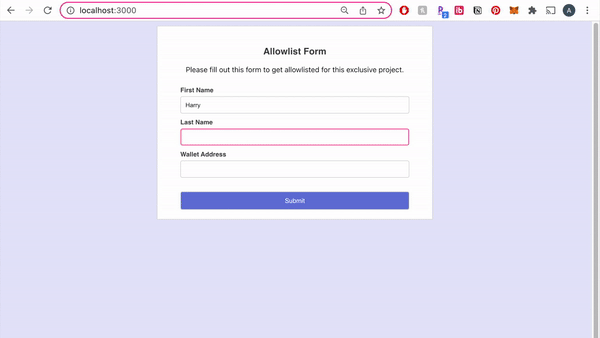 localhost:3000
2
A
Allowlist Form
Please fill out this form to get allowlisted for this exclusive project.
First Name
Harry
Last Name
Wallet Address
Submit